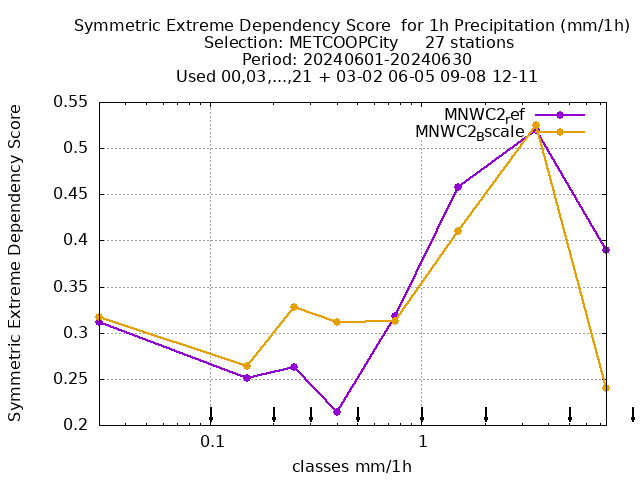 Symmetric Extreme Dependency Score  for 1h Precipitation (mm/1h)
Selection: METCOOPCity     27 stations
Period: 20240601-20240630
Used 00,03,...,21 + 03-02 06-05 09-08 12-11
MNWC2ref
MNWC2Bscale
Symmetric Extreme Dependency Score
0.55
0.5
0.45
0.4
0.35
0.3
0.25
0.2
0.1
1
classes mm/1h